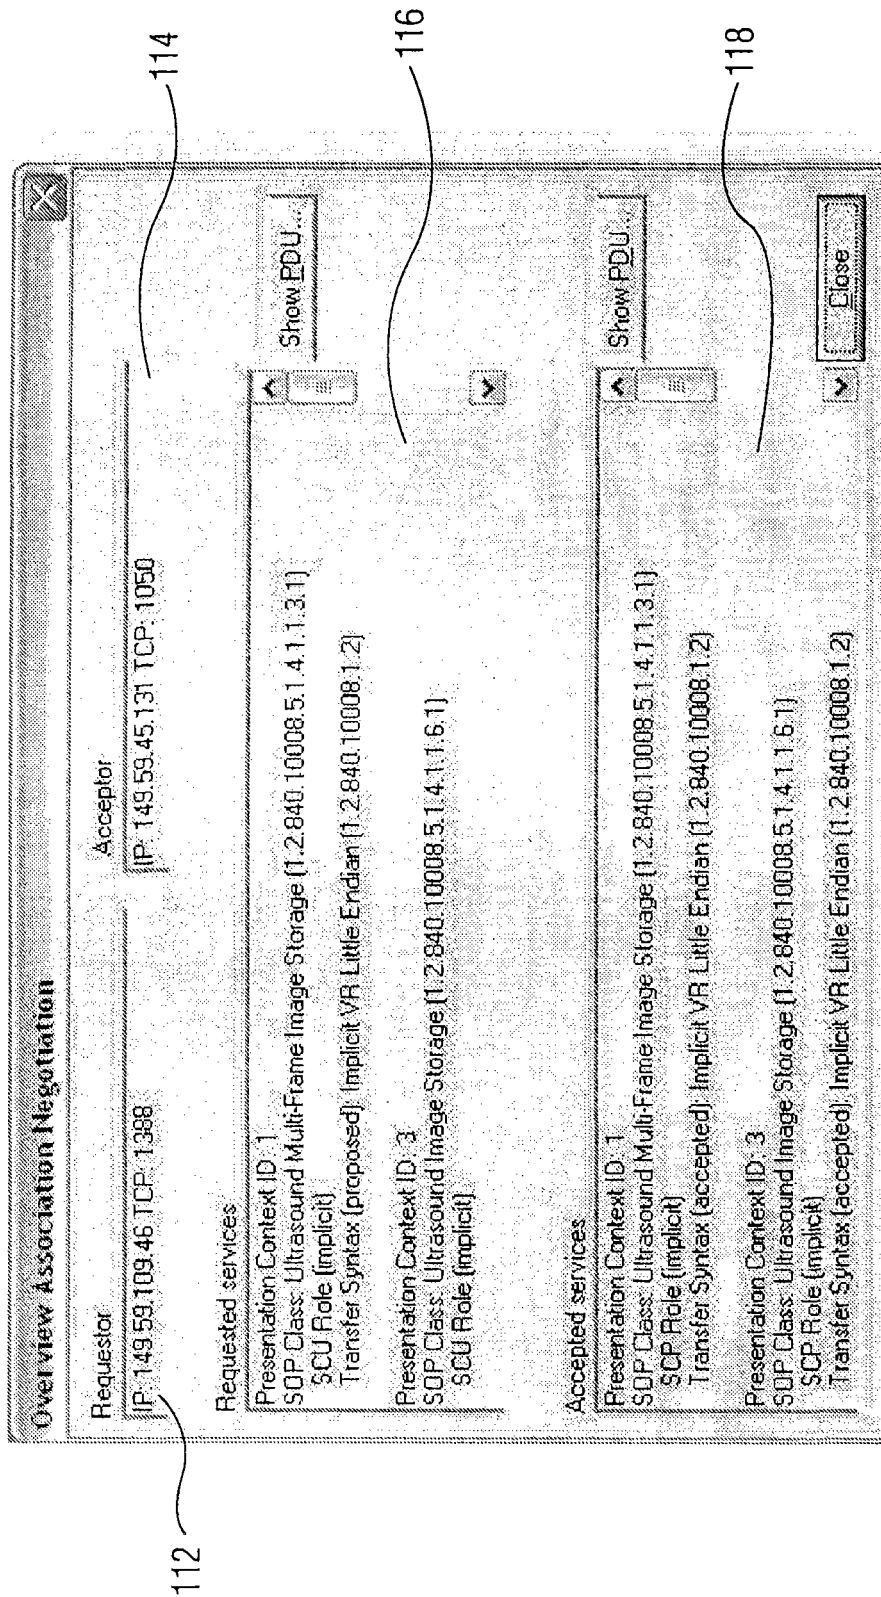 Overview Association Negotiation
Requestor
Acceptor
IP: 149.59.109.46 TCP: 1388
IP: 149.59.45.131 TCP: 1050
Requested services
Presentation Context ID: 1
SOP Class: Ultrasound Multi-Frame Image Storage (1.2.840.10008.5.1.4.1.1.3.1)
SCU Role (implicit)
Transfer Syntax (proposed): Implicit VR Little Endian (1.2.840.10008.1.2)
Presentation Context ID: 3
SOP Class: Ultrasound Image Storage (1.2.840.10008.5.1.4.1.1.6.1)
SCU Role (implicit)
Show PDU...
Accepted services
Presentation Context ID: 1
SOP Class: Ultrasound Multi-Frame Image Storage (1.2.840.10008.5.1.4.1.1.3.1)
SCP Role (implicit)
Transfer Syntax (accepted): Implicit VR Little Endian (1.2.840.10008.1.2)
Presentation Context ID: 3
SOP Class: Ultrasound Image Storage (1.2.840.10008.5.1.4.1.1.6.1)
SCP Role (implicit)
Transfer Syntax (accepted): Implicit VR Little Endian (1.2.840.10008.1.2)
Show PDU...
Close
112
114
116
118